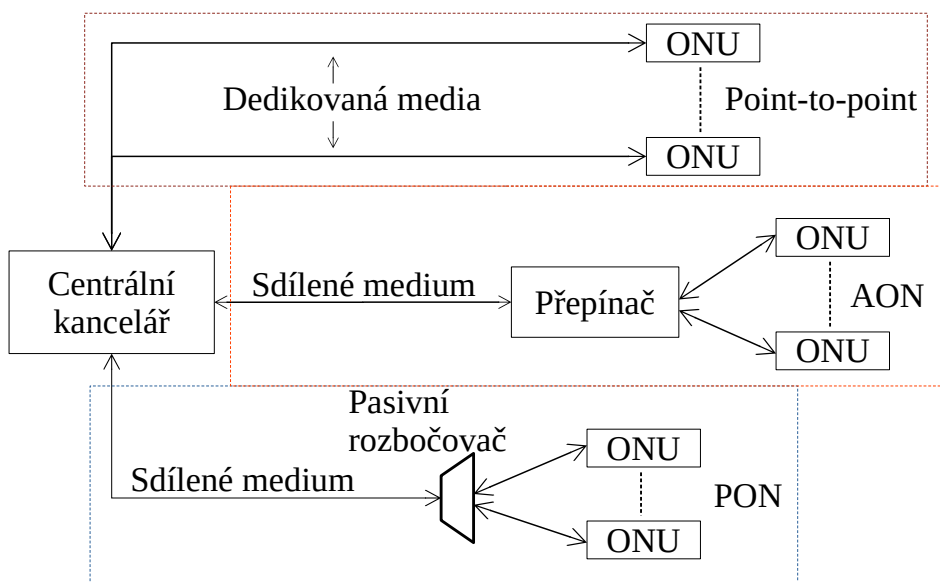 ONU
Dedikovaná media
Point-to-point
ONU
Centrální
kancelář
Sdílené medium
Přepínač
ONU
AON
ONU
Pasivní
rozbočovač
Sdílené medium
ONU
PON
ONU